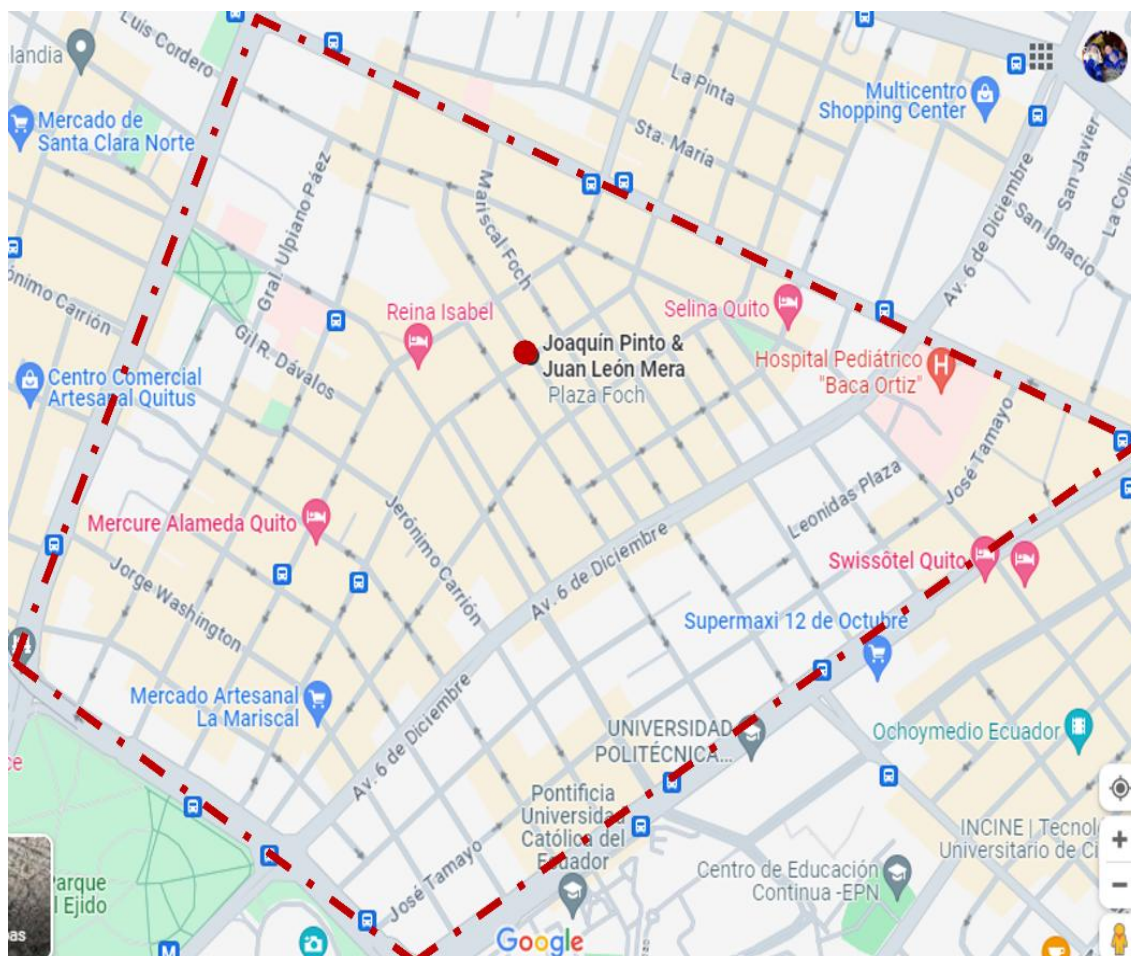 Luis Cordero
landia
La Pinta
Multicentro
Shopping Center
Mercado de
Santa Clara Norte
Sta. María
San Javier
La Colin
San Ignacio
Gral. Ulpiano Páez
Mariscal Foch
Av. 6 de Diciembre
ónimo Carrión
Gil R. Dávalos
Reina Isabel
Selina Quito
Joaquín Pinto &
Juan León Mera
Plaza Foch
Hospital Pediátrico
"Baca Ortiz"
H
Centro Comercial
Artesanal Quitus
José Tamayo
Leonidas Plaza
Jerónimo Carrión
Mercure Alameda Quito
Av. 6 de Diciembre
Swissôtel Quito
Jorge Washington
Supermaxi 12 de Octubre
Mercado Artesanal
La Mariscal
Av. 6 de Diciembre
UNIVERSIDAD
POLITÉCNICA...
Ochoymedio Ecuador
ce
Pontificia
Universidad
Católica del
Ecuador
INCINE | Tecnol
Universitario de Ci
Centro de Educación
Continua -EPN
José Tamayo
Parque
l Ejido
pas
M
Google